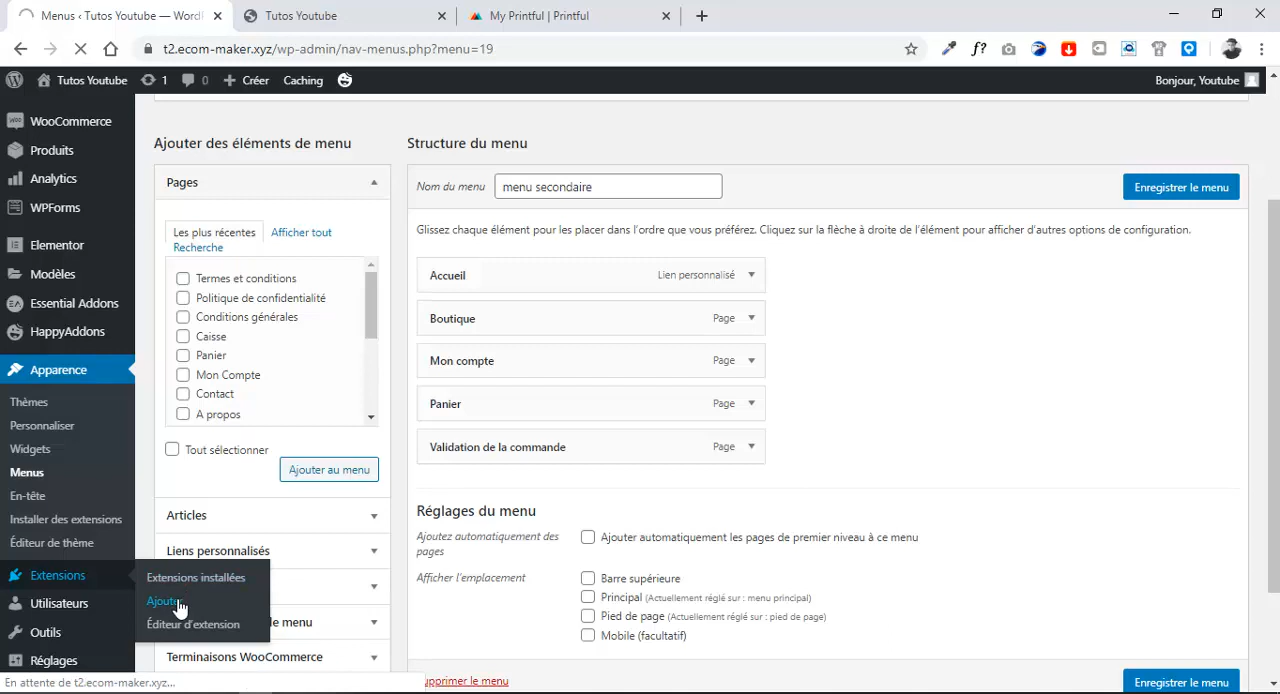 Menus ‹ Tutos Youtube — Word
Tutos Youtube
My Printful | Printful
t2.ecom-maker.xyz/wp-admin/nav-menus.php?menu=19
Tutos Youtube
1
0
Créer
Caching
Bonjour, Youtube
WooCommerce
Produits
Analytics
WPForms
Elementor
Modèles
Essential Addons
HappyAddons
Apparence
Thèmes
Personnaliser
Widgets
Menus
En-tête
Installer des extensions
Éditeur de thème
Extensions
Utilisateurs
Outils
Réglages
Extensions installées
Ajouter
Éditeur d'extension
En attente de t2.ecom-maker.xyz...
Ajouter des éléments de menu
Pages
Les plus récentes
Afficher tout
Recherche
Termes et conditions
Politique de confidentialité
Conditions générales
Caisse
Panier
Mon Compte
Contact
A propos
Tout sélectionner
Ajouter au menu
Articles
Liens personnalisés
de menu
Terminaisons WooCommerce
Structure du menu
Nom du menu
menu secondaire
Enregistrer le menu
Glissez chaque élément pour les placer dans l'ordre que vous préférez. Cliquez sur la flèche à droite de l'élément pour afficher d'autres options de configuration.
Accueil
Lien personnalisé
Boutique
Page
Mon compte
Page
Panier
Page
Validation de la commande
Page
Réglages du menu
Ajoutez automatiquement des
pages
Ajouter automatiquement les pages de premier niveau à ce menu
Afficher l'emplacement
Barre supérieure
Principal (Actuellement réglé sur : menu principal)
Pied de page (Actuellement réglé sur : pied de page)
Mobile (facultatif)
upprimer le menu
Enregistrer le menu